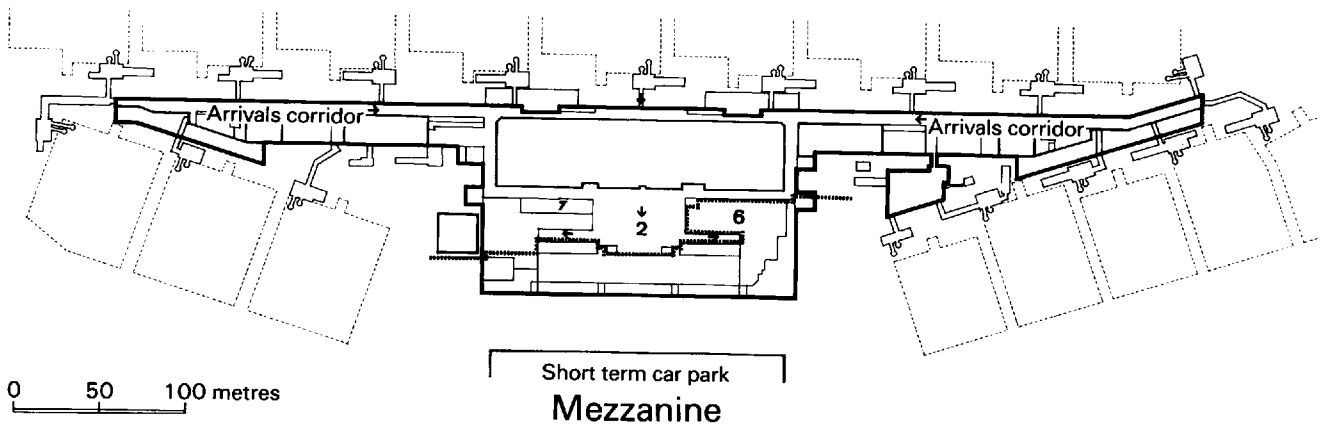 Arrivals corridor
Arrivals corridor
7
2
6
0 50 100 metres
Short term car park
Mezzanine